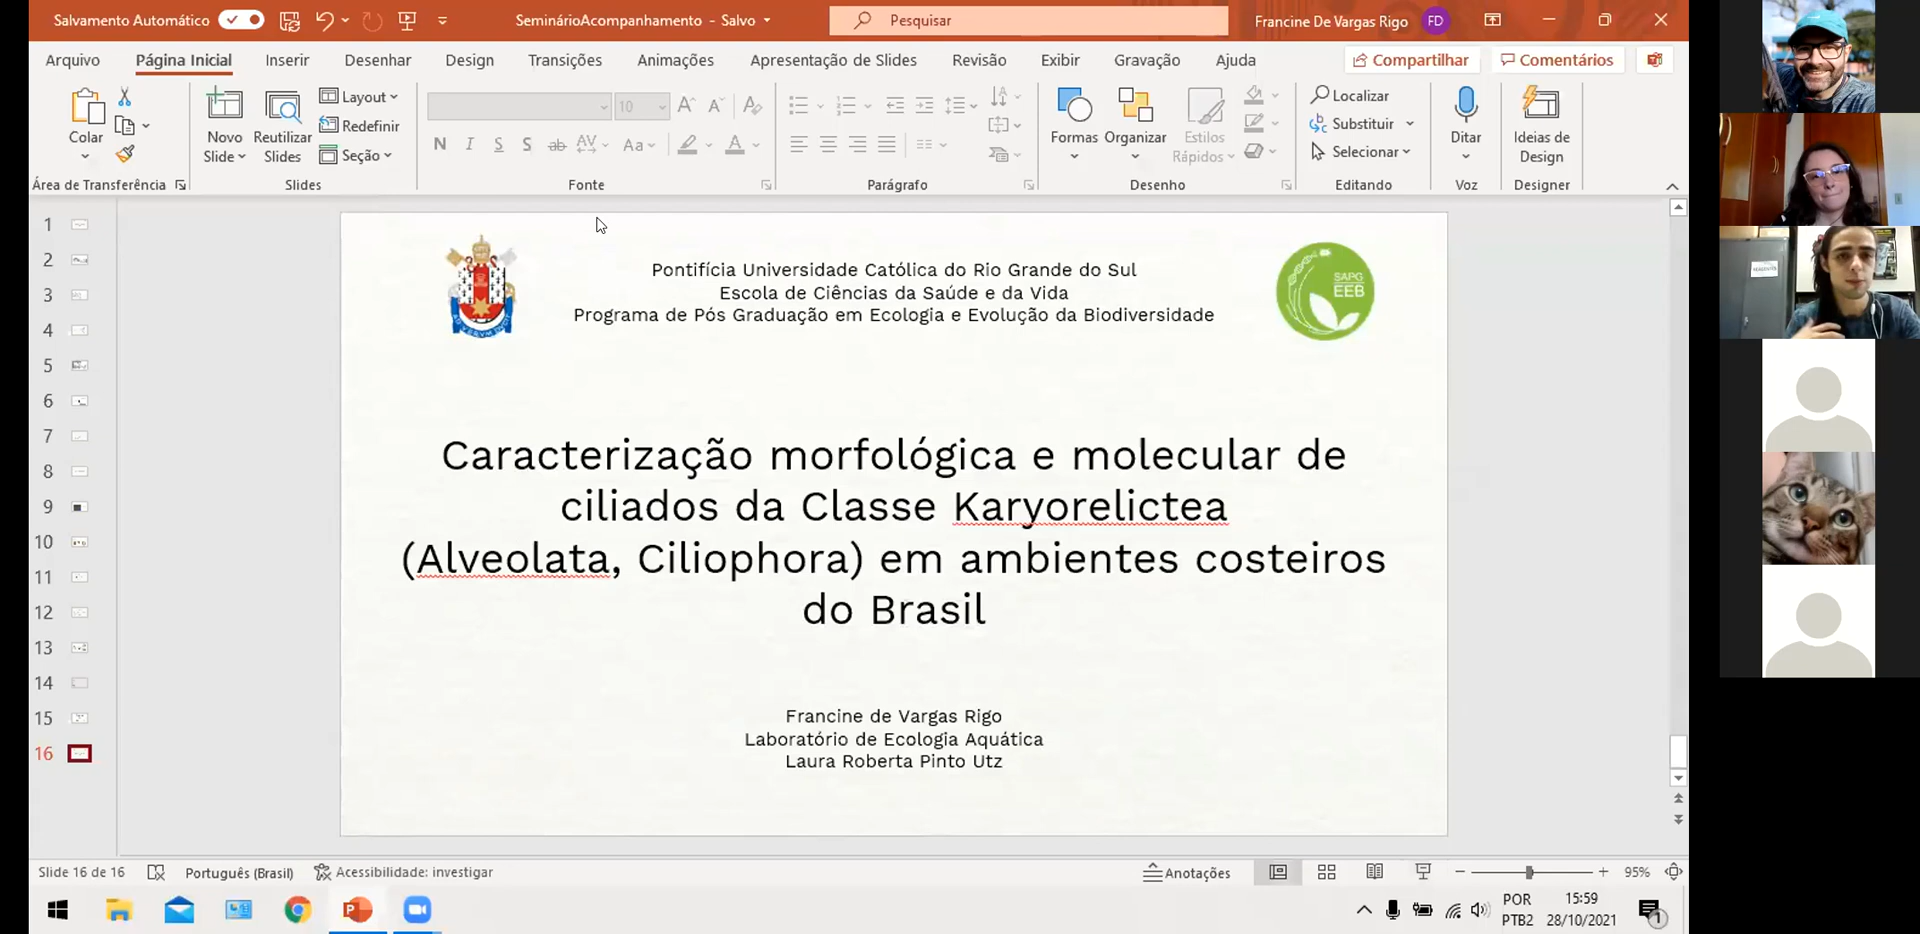 Salvamento Automático
SeminárioAcompanhamento - Salvo
Pesquisar
Francine De Vargas Rigo
FD
Arquivo
Página Inicial
Inserir
Desenhar
Design
Transições
Animações
Apresentação de Slides
Revisão
Exibir
Gravação
Ajuda
Compartilhar
Comentários
Colar
Novo
Slide
Reutilizar
Slides
Layout
Redefinir
Seção
10
N I S S ab AV Aa A
Formas
Organizar
Estilos
Rápidos
Localizar
Substituir
Selecionar
Ditar
Ideias de
Design
Área de Transferência
Slides
Fonte
Parágrafo
Desenho
Editando
Voz
Designer
1
2
3
4
5
6
7
8
9
10
11
12
13
14
15
16
Pontifícia Universidade Católica do Rio Grande do Sul
Escola de Ciências da Saúde e da Vida
Programa de Pós Graduação em Ecologia e Evolução da Biodiversidade
SAPG
EEB
Caracterização morfológica e molecular de
ciliados da Classe Karyorelictea
(Alveolata, Ciliophora) em ambientes costeiros
do Brasil
Francine de Vargas Rigo
Laboratório de Ecologia Aquática
Laura Roberta Pinto Utz
Slide 16 de 16
Português (Brasil)
Acessibilidade: investigar
Anotações
95%
POR
PTB2
15:59
28/10/2021
1